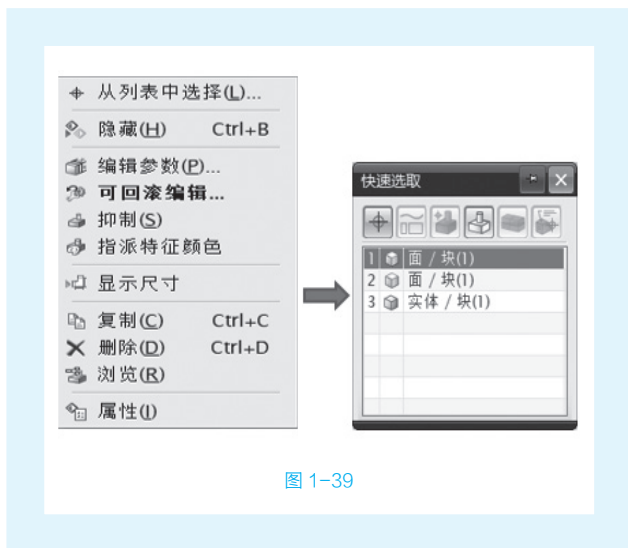 从列表中选择(L)...
隐藏(H) Ctrl+B
编辑参数(P)...
可回滚编辑...
抑制(S)
指派特征颜色
显示尺寸
复制(C) Ctrl+C
删除(D) Ctrl+D
浏览(R)
属性(I)
快速选取
1 面 / 块(1)
2 面 / 块(1)
3 实体 / 块(1)
图 1-39